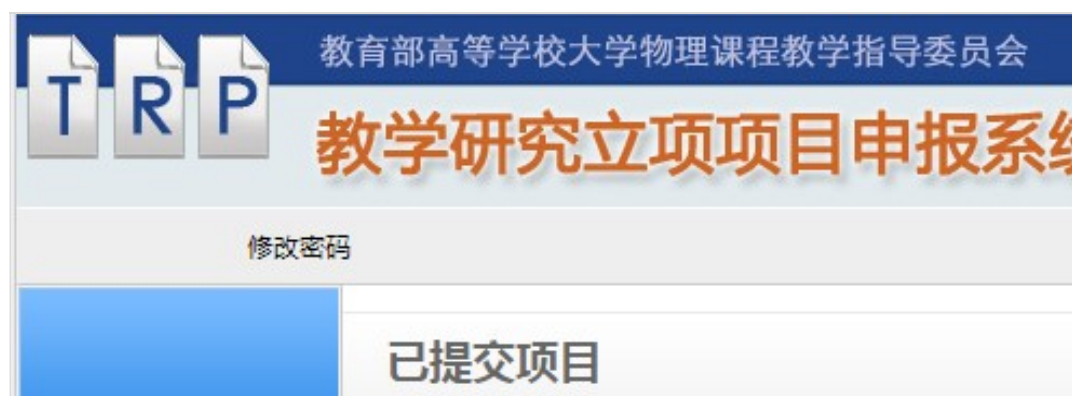 教育部高等学校大学物理课程教学指导委员会
T R P
教学研究立项项目申报系统
修改密码
已提交项目